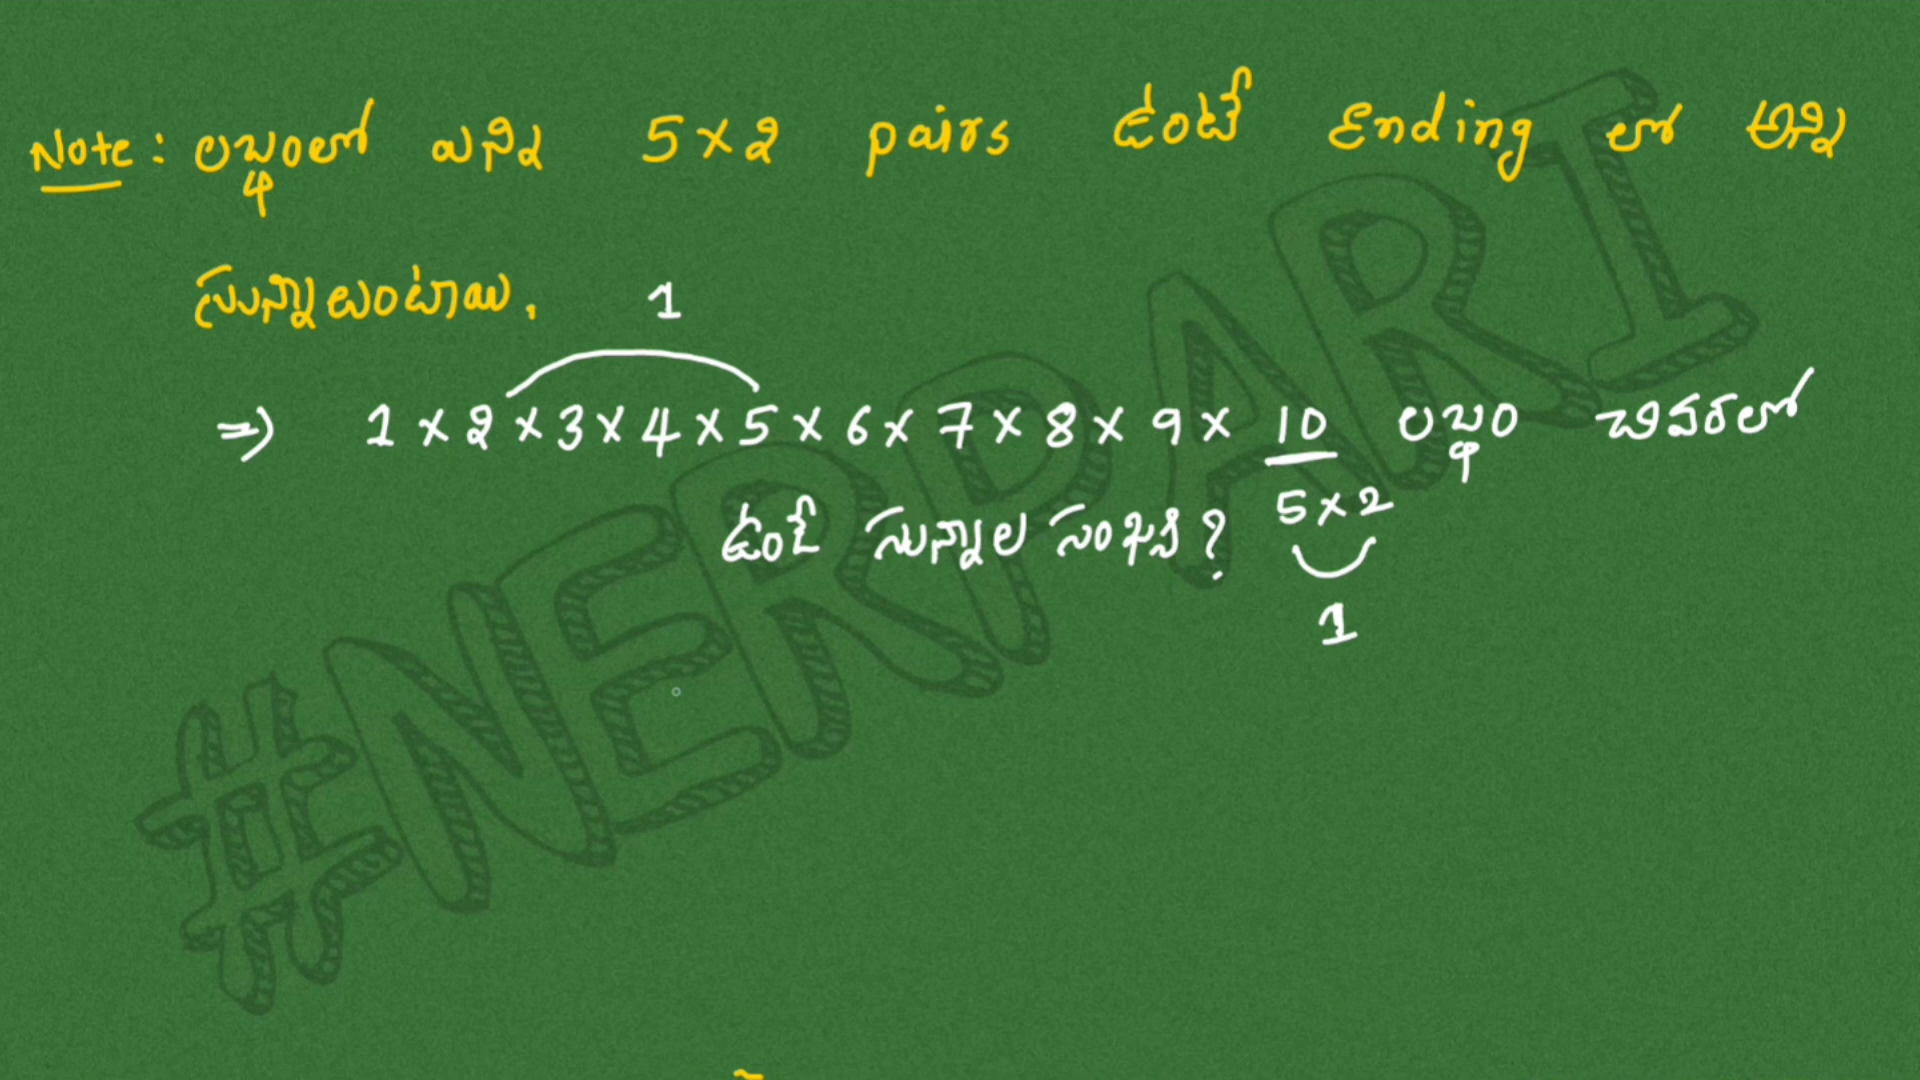 Note: లబ్ధంలో ఎన్ని 5×2 pairs ఉంటే Ending లో అన్ని
సున్నాలుంటాయి.
1
⇒ 1 × 2 × 3 × 4 × 5 × 6 × 7 × 8 × 9 × 10 లబ్ధం చివరలో
5×2
ఉండే సున్నాల సంఖ్య?
1
#NERPARI